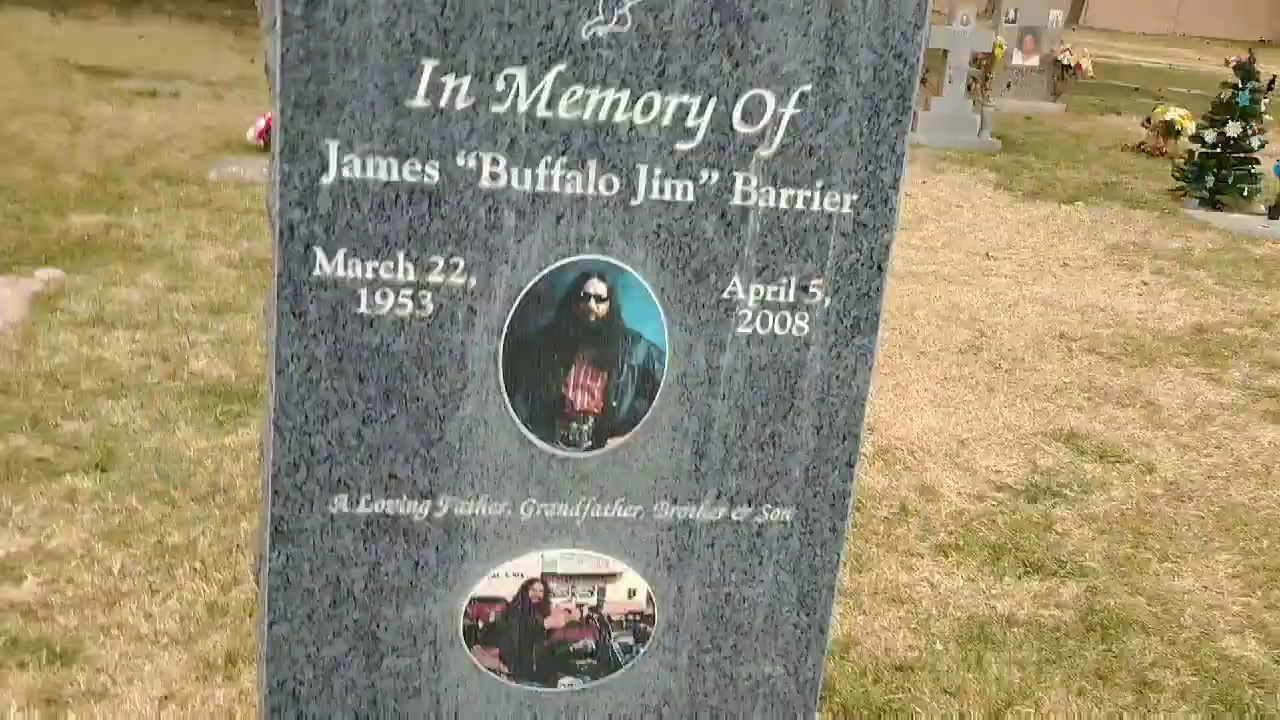 In Memory Of
James “Buffalo Jim” Barrier
March 22,
1953
April 5,
2008
A Loving Father, Grandfather, Brother & Son